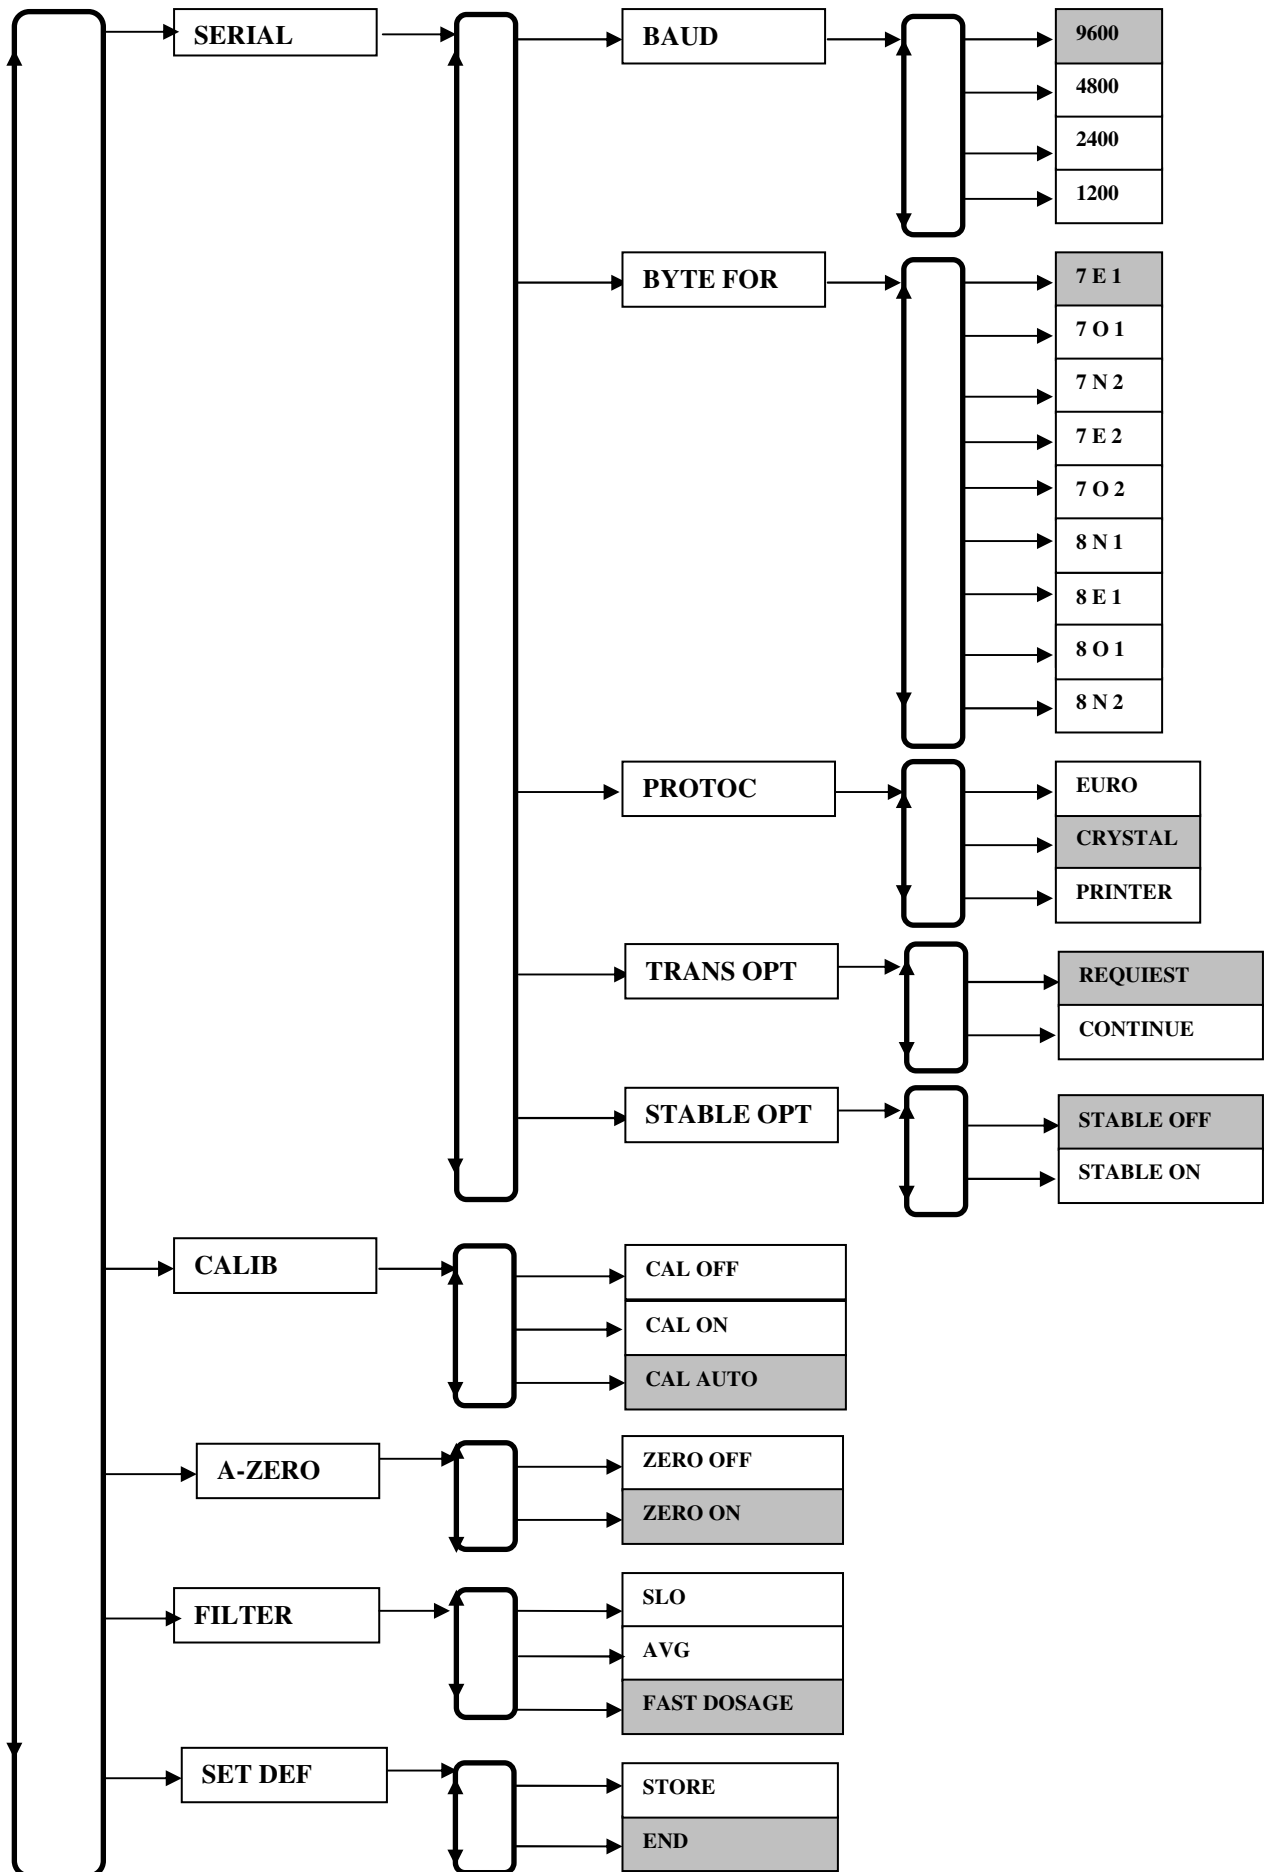 SERIAL
BAUD
9600
4800
2400
1200
BYTE FOR
7 E 1
7 O 1
7 N 2
7 E 2
7 O 2
8 N 1
8 E 1
8 O 1
8 N 2
PROTOC
EURO
CRYSTAL
PRINTER
TRANS OPT
REQUIEST
CONTINUE
STABLE OPT
STABLE OFF
STABLE ON
CALIB
CAL OFF
CAL ON
CAL AUTO
A-ZERO
ZERO OFF
ZERO ON
FILTER
SLO
AVG
FAST DOSAGE
SET DEF
STORE
END